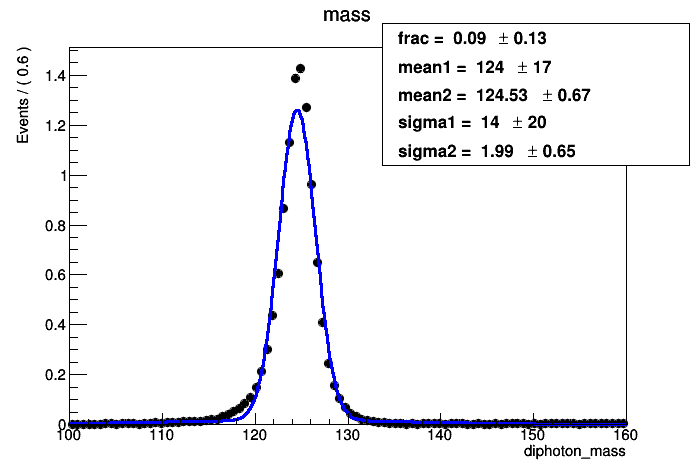 mass
frac = 0.09 ± 0.13
mean1 = 124 ± 17
mean2 = 124.53 ± 0.67
sigma1 = 14 ± 20
sigma2 = 1.99 ± 0.65
Events / ( 0.6 )
1.4
1.2
1
0.8
0.6
0.4
0.2
0
100 110 120 130 140 150 160
diphoton_mass